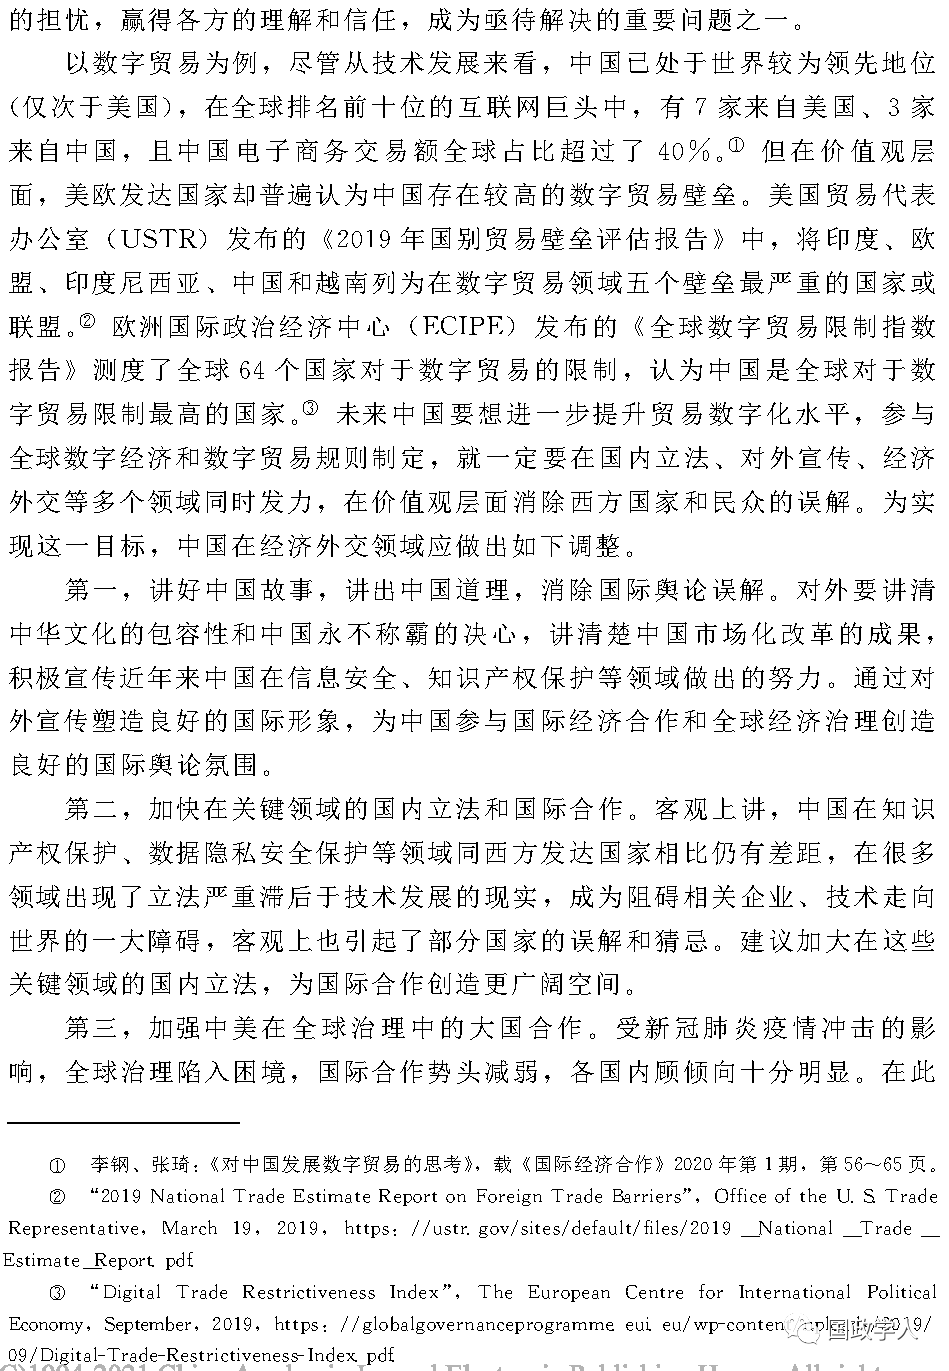 的担忧，赢得各方的理解和信任，成为亟待解决的重要问题之一。
以数字贸易为例，尽管从技术发展来看，中国已处于世界较为领先地位
(仅次于美国)，在全球排名前十位的互联网巨头中，有7家来自美国、3家
来自中国，且中国电子商务交易额全球占比超过了40%。① 但在价值观层
面，美欧发达国家却普遍认为中国存在较高的数字贸易壁垒。美国贸易代表
办公室（USTR）发布的《2019年国别贸易壁垒评估报告》中，将印度、欧
盟、印度尼西亚、中国和越南列为在数字贸易领域五个壁垒最严重的国家或
联盟。② 欧洲国际政治经济中心（ECIPE）发布的《全球数字贸易限制指数
报告》测度了全球64个国家对于数字贸易的限制，认为中国是全球对于数
字贸易限制最高的国家。③ 未来中国要想进一步提升贸易数字化水平，参与
全球数字经济和数字贸易规则制定，就一定要在国内立法、对外宣传、经济
外交等多个领域同时发力，在价值观层面消除西方国家和民众的误解。为实
现这一目标，中国在经济外交领域应做出如下调整。
第一，讲好中国故事，讲出中国道理，消除国际舆论误解。对外要讲清
中华文化的包容性和中国永不称霸的决心，讲清楚中国市场化改革的成果，
积极宣传近年来中国在信息安全、知识产权保护等领域做出的努力。通过对
外宣传塑造良好的国际形象，为中国参与国际经济合作和全球经济治理创造
良好的国际舆论氛围。
第二，加快在关键领域的国内立法和国际合作。客观上讲，中国在知识
产权保护、数据隐私安全保护等领域同西方发达国家相比仍有差距，在很多
领域出现了立法严重滞后于技术发展的现实，成为阻碍相关企业、技术走向
世界的一大障碍，客观上也引起了部分国家的误解和猜忌。建议加大在这些
关键领域的国内立法，为国际合作创造更广阔空间。
第三，加强中美在全球治理中的大国合作。受新冠肺炎疫情冲击的影
响，全球治理陷入困境，国际合作势头减弱，各国内顾倾向十分明显。在此
① 李钢、张琦：《对中国发展数字贸易的思考》，载《国际经济合作》2020年第1期，第56～65页。
② “2019 National Trade Estimate Report on Foreign Trade Barriers”, Office of the U. S. Trade
Representative, March 19, 2019, https: //ustr. gov/sites/default/files/2019 _National _Trade _
Estimate_Report. pdf.
③ “Digital Trade Restrictiveness Index”, The European Centre for International Political
Economy, September, 2019, https: //globalgovernanceprogramme. eui. eu/wp-content/uploads/2019/
09/Digital-Trade-Restrictiveness-Index. pdf.
国政学人